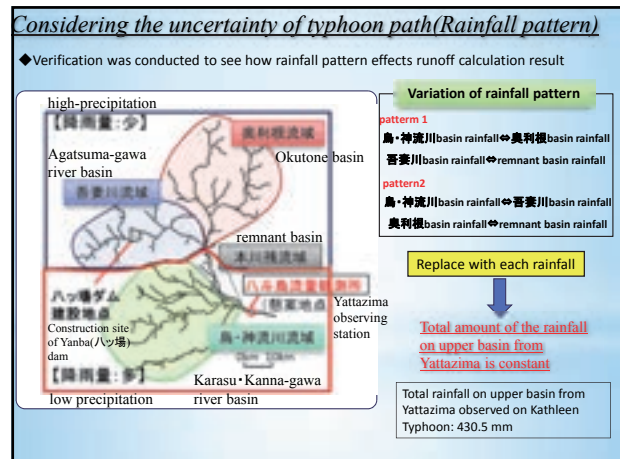 Considering the uncertainty of typhoon path(Rainfall pattern)
◆Verification was conducted to see how rainfall pattern effects runoff calculation result
high-precipitation
【降雨量:少】
Agatsuma-gawa
river basin
吾妻川流域
奥利根流域
Okutone basin
remnant basin
本川残流域
八ッ場ダム
建設地点
Construction site
of Yanba(八ッ場)
dam
八斗島流量観測所
Yattazima
observing
station
烏・神流川流域
0km 10km
【降雨量:多】
low precipitation
Karasu・Kanna-gawa
river basin
Variation of rainfall pattern
pattern 1
烏・神流川basin rainfall⇔奥利根basin rainfall
吾妻川basin rainfall⇔remnant basin rainfall
pattern2
烏・神流川basin rainfall⇔吾妻川basin rainfall
奥利根basin rainfall⇔remnant basin rainfall
Replace with each rainfall
Total amount of the rainfall
on upper basin from
Yattazima is constant
Total rainfall on upper basin from
Yattazima observed on Kathleen
Typhoon: 430.5 mm